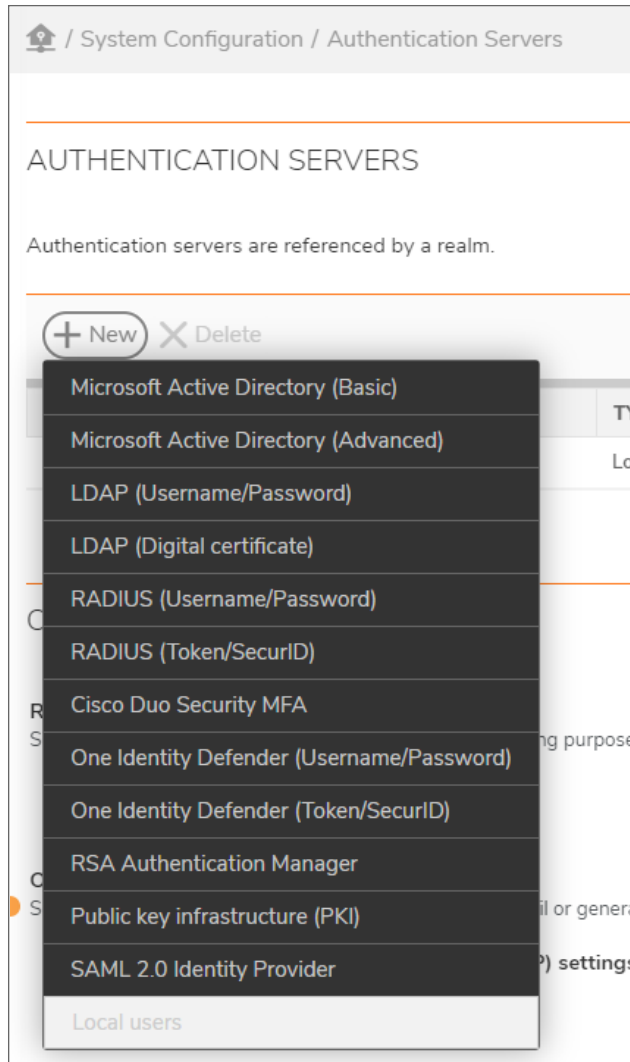 / System Configuration / Authentication Servers
AUTHENTICATION SERVERS
Authentication servers are referenced by a realm.
New Delete
Microsoft Active Directory (Basic)
Microsoft Active Directory (Advanced)
LDAP (Username/Password)
LDAP (Digital certificate)
RADIUS (Username/Password)
RADIUS (Token/SecurID)
Cisco Duo Security MFA
One Identity Defender (Username/Password)
One Identity Defender (Token/SecurID)
RSA Authentication Manager
Public key infrastructure (PKI)
SAML 2.0 Identity Provider
settings
Local users